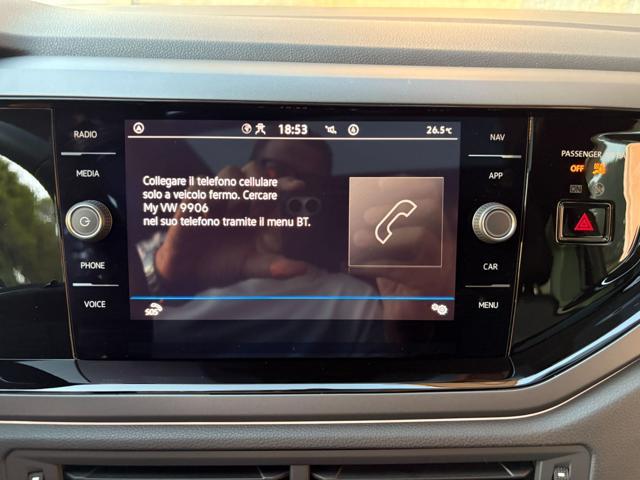 RADIO
MEDIA
PHONE
VOICE
18:53
26.5°C
Collegare il telefono cellulare
solo a veicolo fermo. Cercare
My VW 9906
nel suo telefono tramite il menu BT.
SOS
NAV
APP
CAR
MENU
PASSENGER
OFF
ON